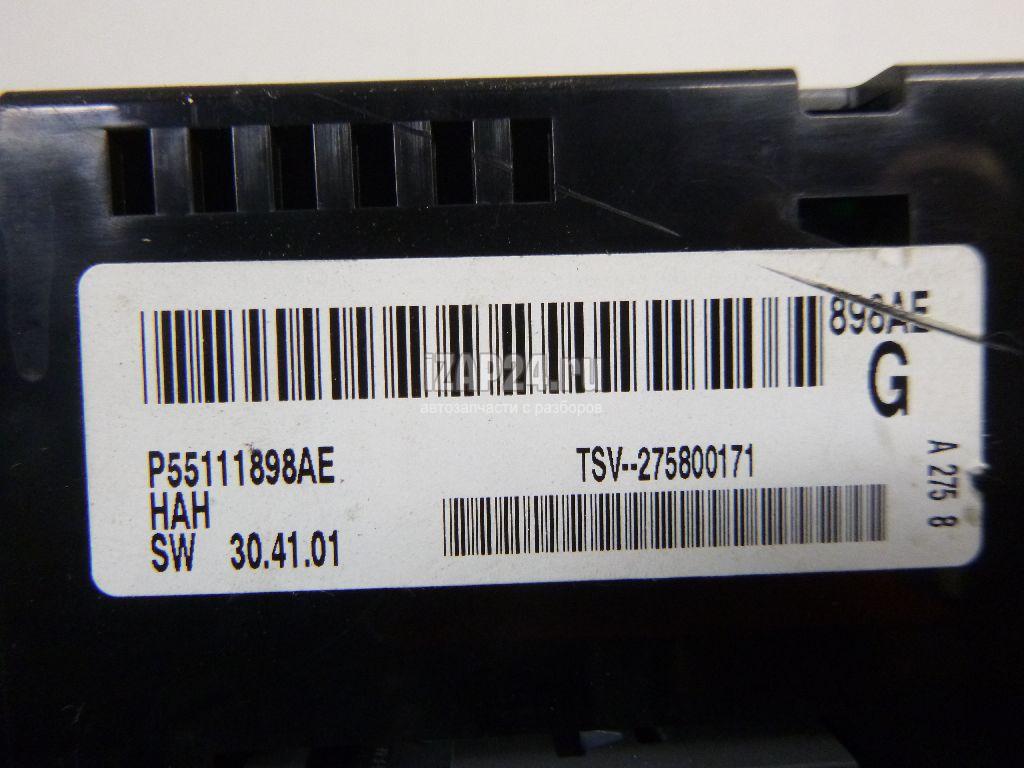 898AE
G
iZAP24.ru
автозапчасти с разборов
P55111898AE
TSV--275800171
HAH
SW 30.41.01
A 275 8